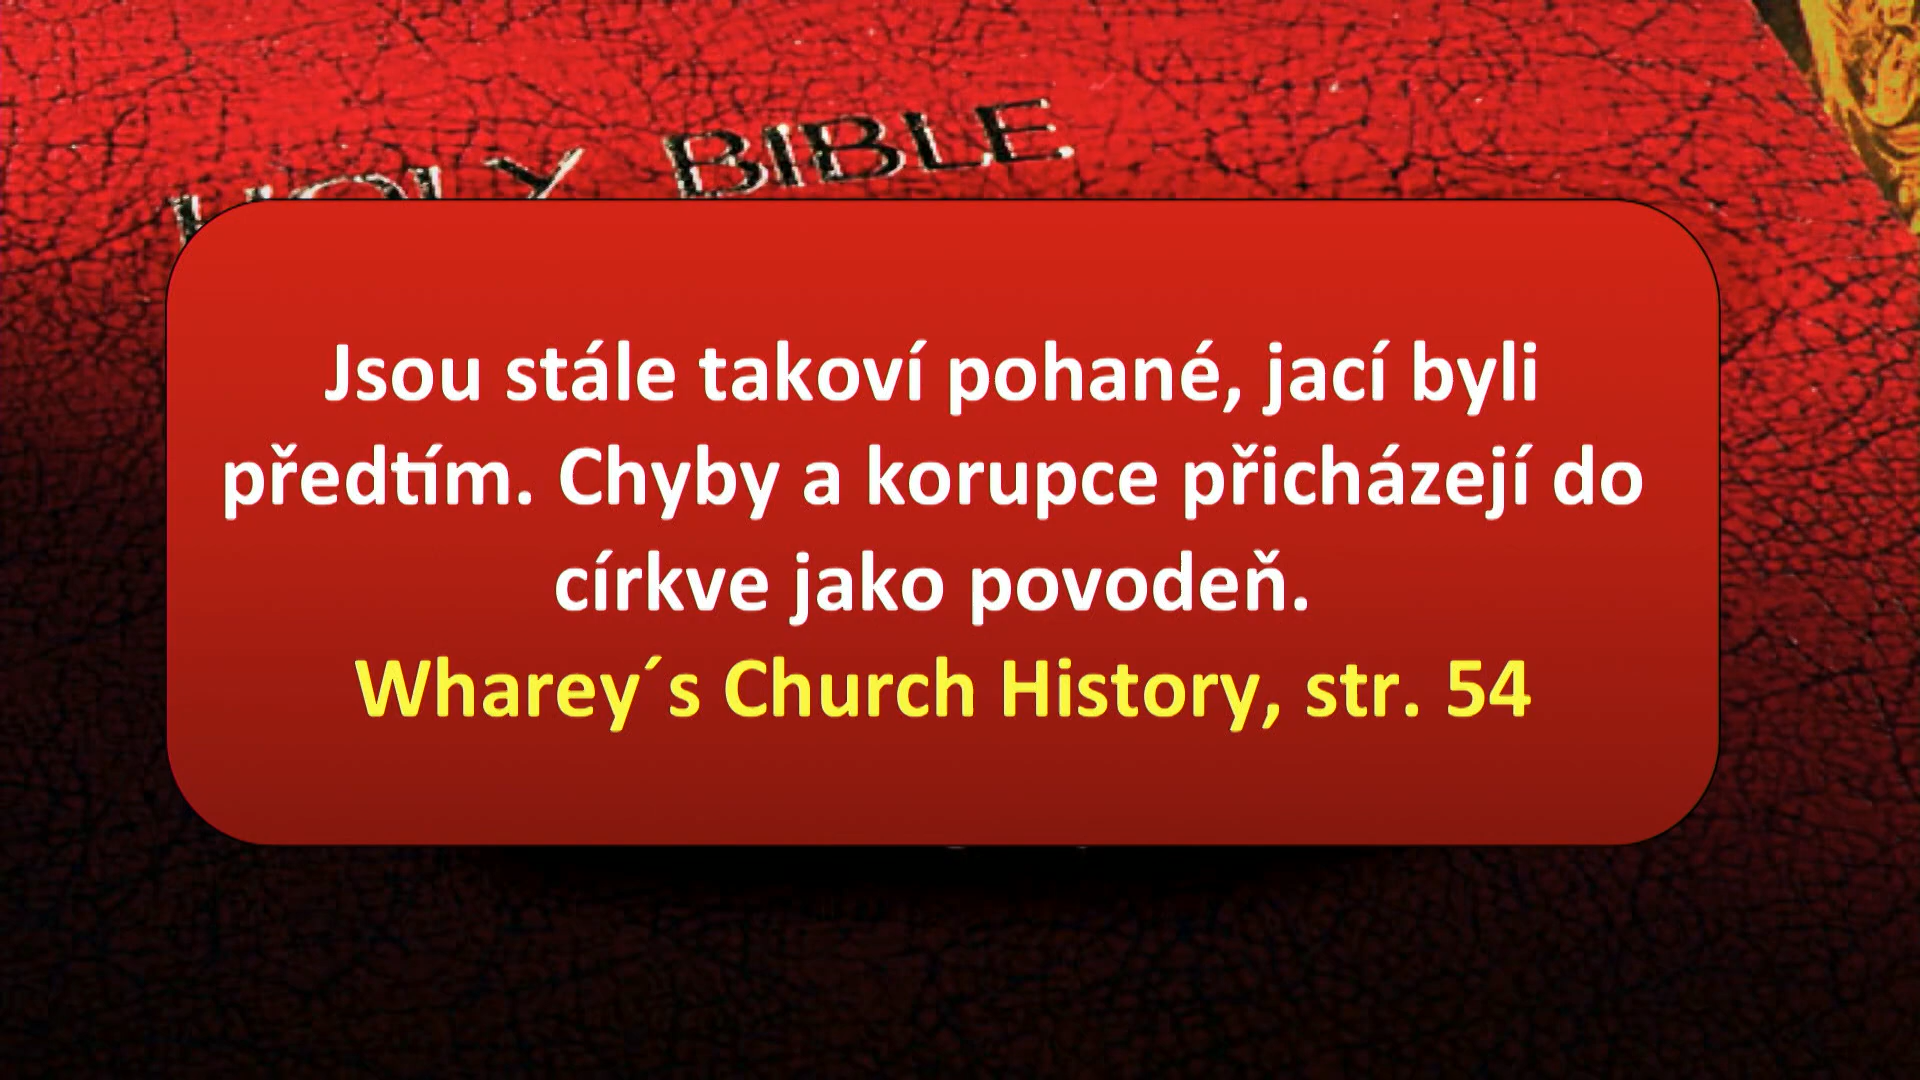 HOLY BIBLE
Jsou stále takoví pohané, jací byli
předtím. Chyby a korupce přicházejí do
církve jako povodeň.
Wharey´s Church History, str. 54